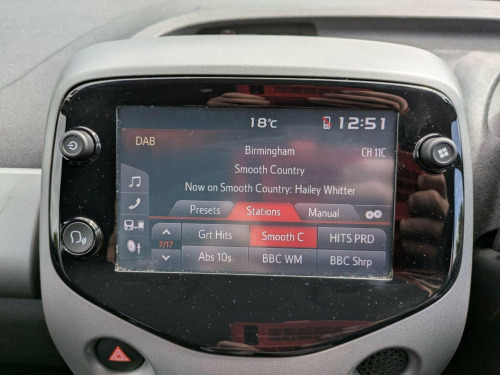 18°C 12:51
DAB
Birmingham CH 11C
Smooth Country
Now on Smooth Country: Hailey Whitter
Presets Stations Manual
Grt Hits Smooth C HITS PRD
7/17
Abs 10s BBC WM BBC Shrp